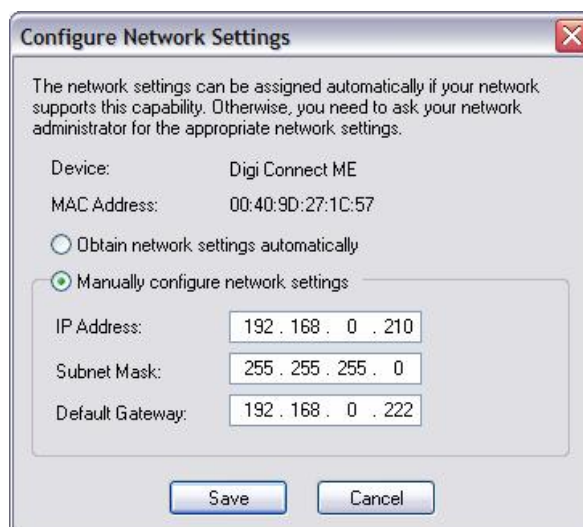 Configure Network Settings
The network settings can be assigned automatically if your network
supports this capability. Otherwise, you need to ask your network
administrator for the appropriate network settings.
Device: Digi Connect ME
MAC Address: 00:40:9D:27:1C:57
Obtain network settings automatically
Manually configure network settings
IP Address: 192 . 168 . 0 . 210
Subnet Mask: 255 . 255 . 255 . 0
Default Gateway: 192 . 168 . 0 . 222
Save Cancel